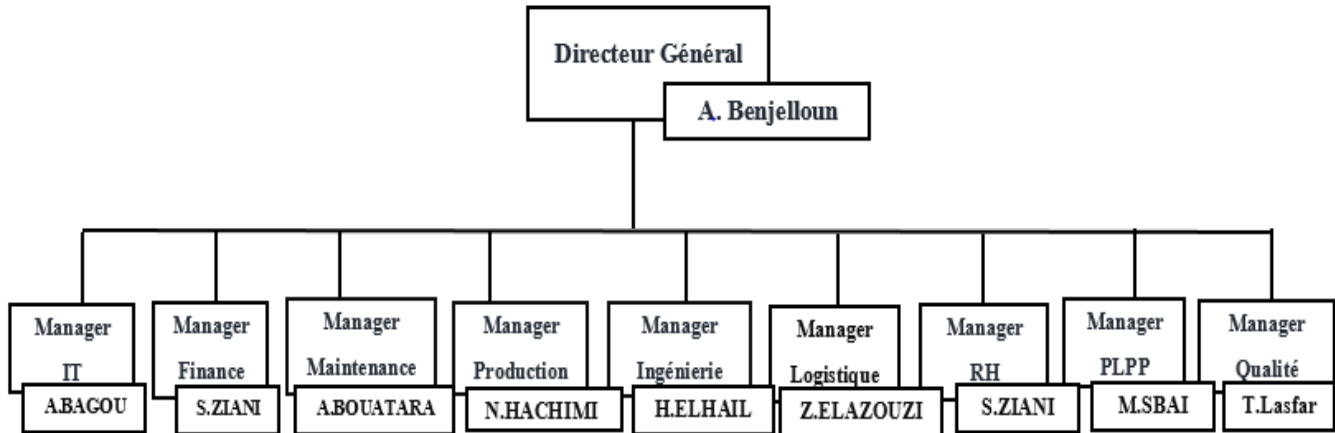 Directeur Général
A. Benjelloun
Manager
IT
A.BAGOU
Manager
Finance
S.ZIANI
Manager
Maintenance
A.BOUATARA
Manager
Production
N.HACHIMI
Manager
Ingénierie
H.ELHAIL
Manager
Logistique
Z.ELAZOUZI
Manager
RH
S.ZIANI
Manager
PLPP
M.SBAI
Manager
Qualité
T.Lasfar